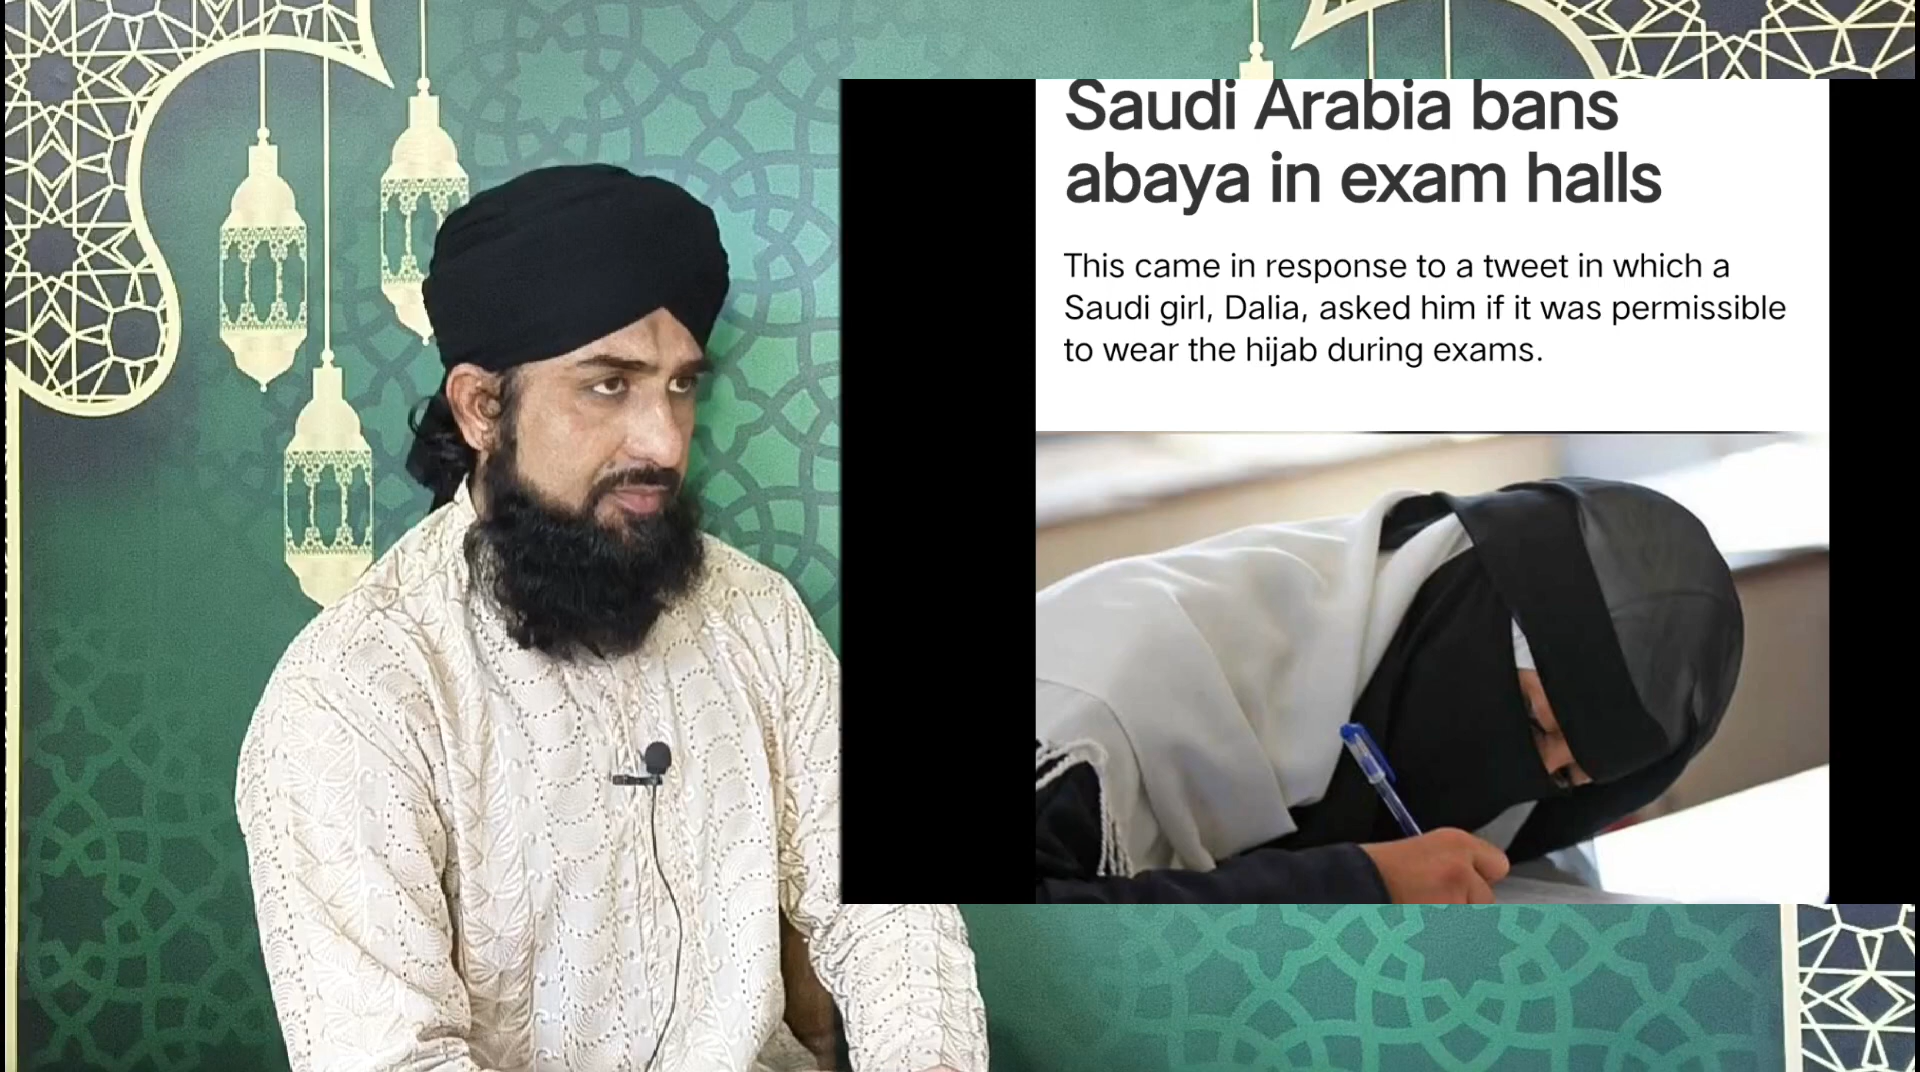 Saudi Arabia bans
abaya in exam halls
This came in response to a tweet in which a
Saudi girl, Dalia, asked him if it was permissible
to wear the hijab during exams.